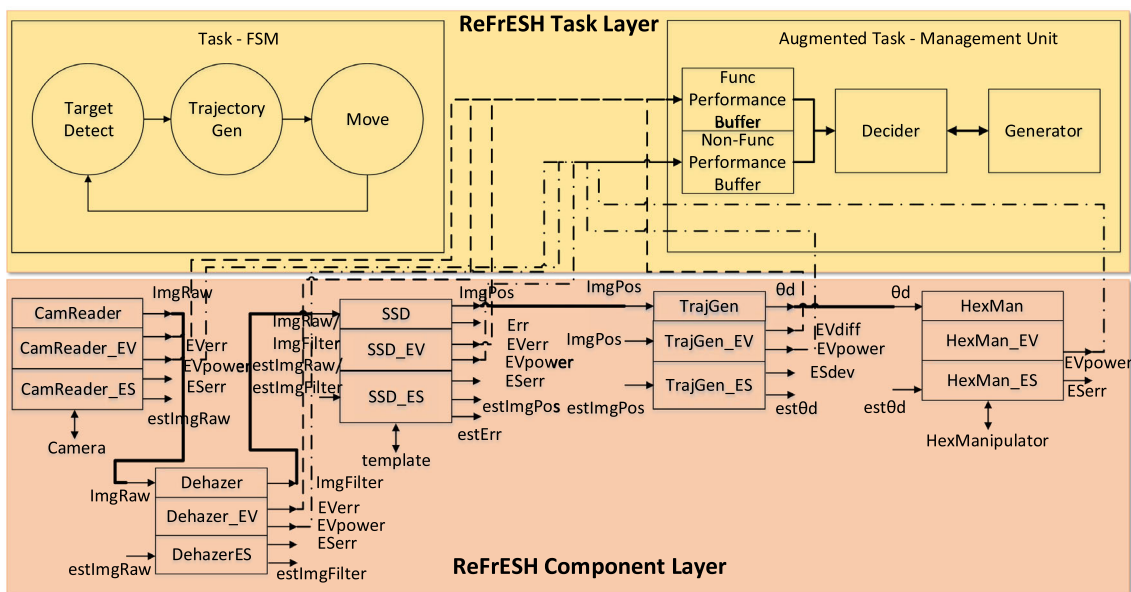 ReFrESH Task Layer
Task - FSM
Target
Detect
Trajectory
Gen
Move
Augmented Task - Management Unit
Func
Performance
Buffer
Non-Func
Performance
Buffer
Decider
Generator
ImgRaw
CamReader
CamReader_EV
CamReader_ES
EVerr
EVpower
ESerr
estImgRaw
Camera
ImgRaw/
ImgFilter
estImgRaw/
estImgFilter
SSD
SSD_EV
SSD_ES
ImgPos
Err
EVerr
EVpower
ESerr
estImgPos
estErr
template
ImgPos
ImgPos
estImgPos
TrajGen
TrajGen_EV
TrajGen_ES
θd
EVdiff
EVpower
ESdev
estθd
θd
estθd
HexMan
HexMan_EV
HexMan_ES
EVpower
ESerr
HexManipulator
ImgRaw
estImgRaw
Dehazer
Dehazer_EV
DehazerES
ImgFilter
EVerr
EVpower
ESerr
estImgFilter
ReFrESH Component Layer